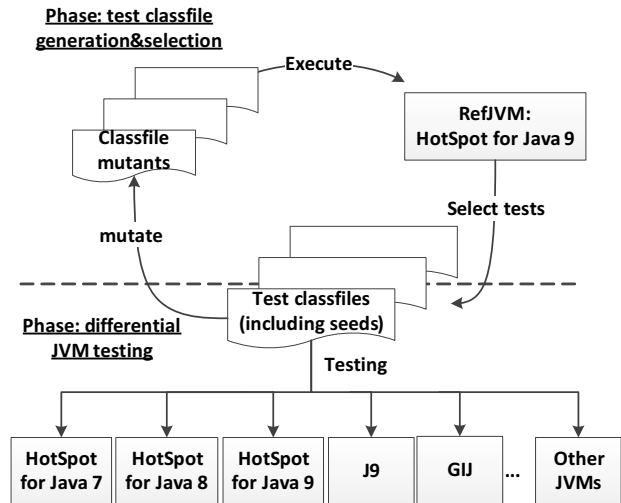 Phase: test classfile
generation&selection
Execute
RefJVM:
HotSpot for Java 9
Classfile
mutants
Select tests
mutate
Test classfiles
(including seeds)
Phase: differential
JVM testing
Testing
HotSpot
for Java 7
HotSpot
for Java 8
HotSpot
for Java 9
J9
GIJ
...
Other
JVMs